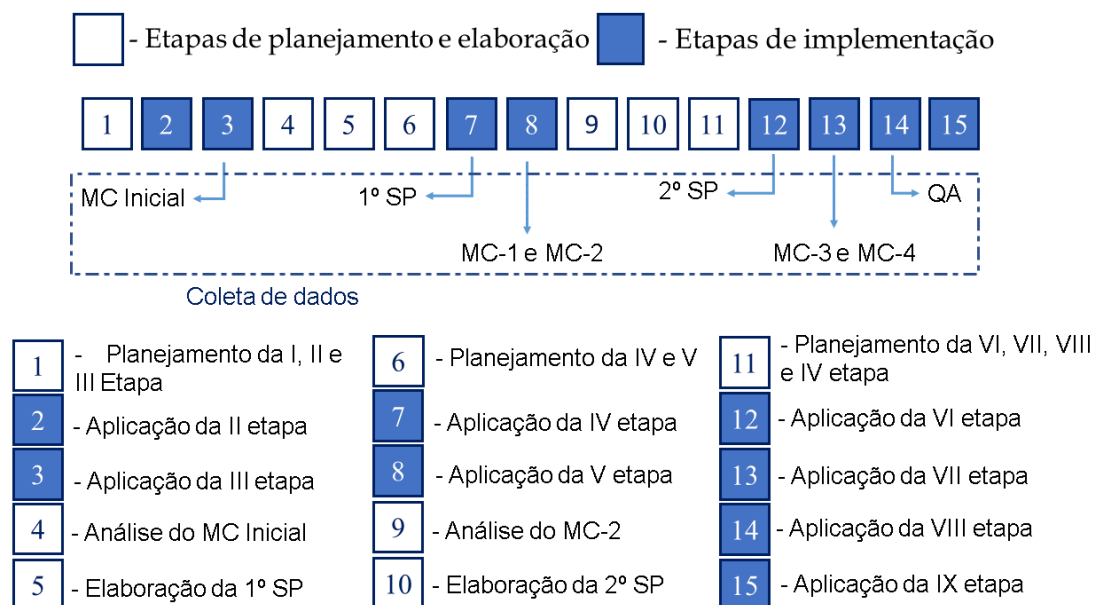 - Etapas de planejamento e elaboração - Etapas de implementação
1 2 3 4 5 6 7 8 9 10 11 12 13 14 15
MC Inicial 1º SP 2º SP QA
MC-1 e MC-2 MC-3 e MC-4
Coleta de dados
1 - Planejamento da I, II e
III Etapa
2 - Aplicação da II etapa
3 - Aplicação da III etapa
4 - Análise do MC Inicial
5 - Elaboração da 1º SP
6 - Planejamento da IV e V
7 - Aplicação da IV etapa
8 - Aplicação da V etapa
9 - Análise do MC-2
10 - Elaboração da 2º SP
11 - Planejamento da VI, VII, VIII
e IV etapa
12 - Aplicação da VI etapa
13 - Aplicação da VII etapa
14 - Aplicação da VIII etapa
15 - Aplicação da IX etapa